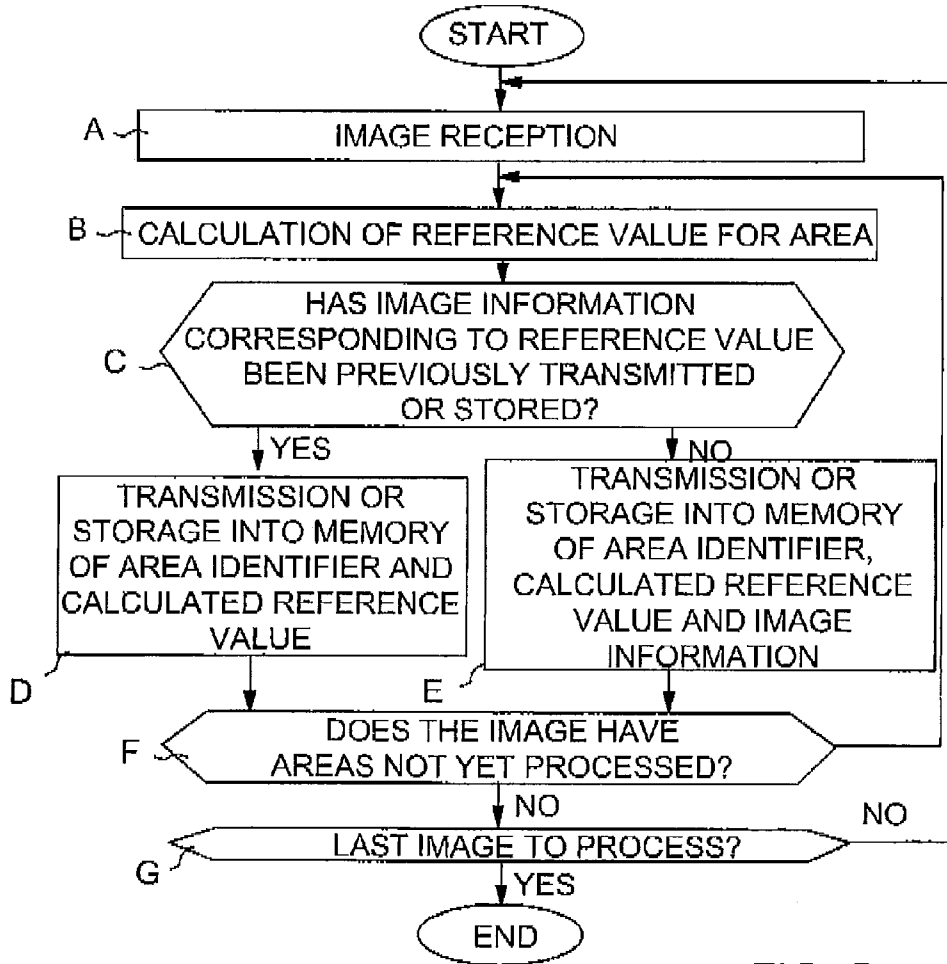 START
A
IMAGE RECEPTION
B
CALCULATION OF REFERENCE VALUE FOR AREA
HAS IMAGE INFORMATION
CORRESPONDING TO REFERENCE VALUE
BEEN PREVIOUSLY TRANSMITTED
OR STORED?
C
YES
NO
TRANSMISSION OR
STORAGE INTO MEMORY
OF AREA IDENTIFIER AND
CALCULATED REFERENCE
VALUE
D
TRANSMISSION OR
STORAGE INTO MEMORY
OF AREA IDENTIFIER,
CALCULATED REFERENCE
VALUE AND IMAGE
INFORMATION
E
DOES THE IMAGE HAVE
AREAS NOT YET PROCESSED?
F
NO
LAST IMAGE TO PROCESS?
NO
G
YES
END